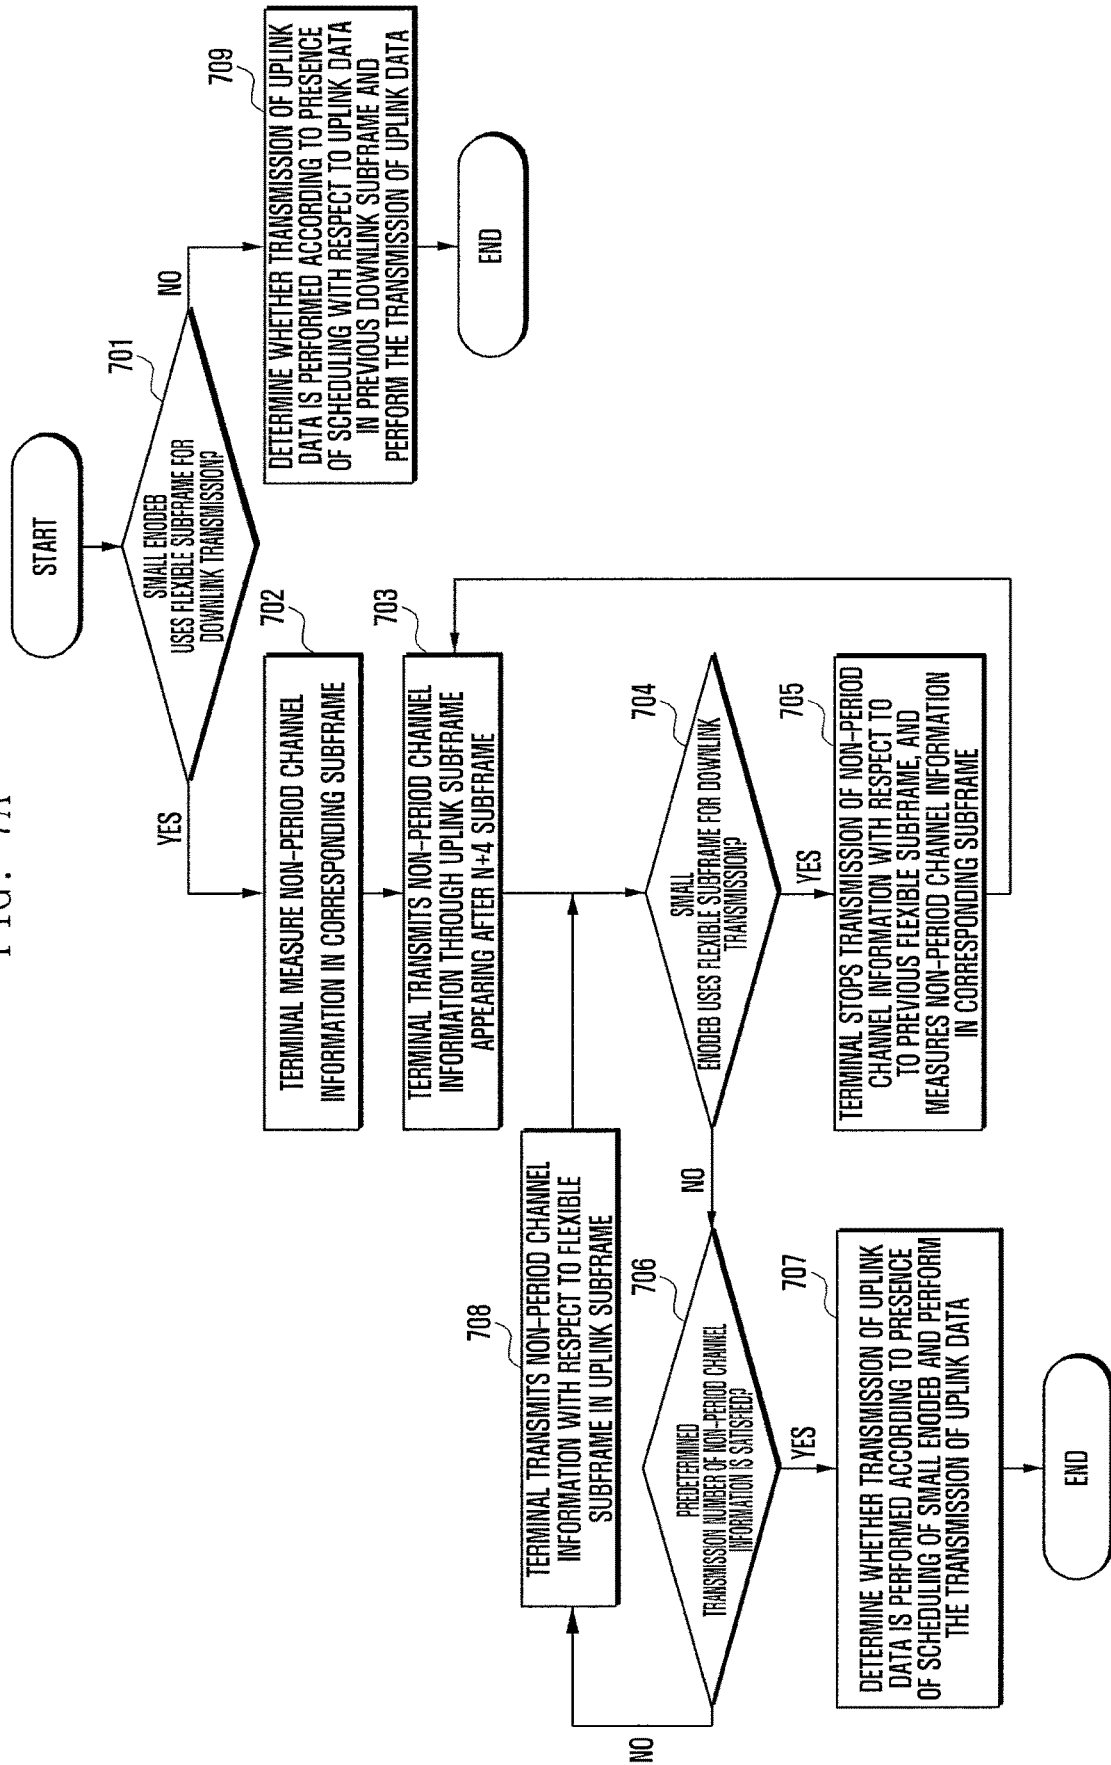 FIG. 7A
START
701
SMALL ENODEB
USES FLEXIBLE SUBFRAME FOR
DOWNLINK TRANSMISSION?
YES
NO
709
DETERMINE WHETHER TRANSMISSION OF UPLINK
DATA IS PERFORMED ACCORDING TO PRESENCE
OF SCHEDULING WITH RESPECT TO UPLINK DATA
IN PREVIOUS DOWNLINK SUBFRAME AND
PERFORM THE TRANSMISSION OF UPLINK DATA
END
702
TERMINAL MEASURE NON-PERIOD CHANNEL
INFORMATION IN CORRESPONDING SUBFRAME
703
TERMINAL TRANSMITS NON-PERIOD CHANNEL
INFORMATION THROUGH UPLINK SUBFRAME
APPEARING AFTER N+4 SUBFRAME
708
TERMINAL TRANSMITS NON-PERIOD CHANNEL
INFORMATION WITH RESPECT TO FLEXIBLE
SUBFRAME IN UPLINK SUBFRAME
704
SMALL
ENODEB USES FLEXIBLE SUBFRAME FOR DOWNLINK
TRANSMISSION?
NO
YES
705
TERMINAL STOPS TRANSMISSION OF NON-PERIOD
CHANNEL INFORMATION WITH RESPECT TO
TO PREVIOUS FLEXIBLE SUBFRAME, AND
MEASURES NON-PERIOD CHANNEL INFORMATION
IN CORRESPONDING SUBFRAME
706
PREDETERMINED
TRANSMISSION NUMBER OF NON-PERIOD CHANNEL
INFORMATION IS SATISFIED?
NO
YES
707
DETERMINE WHETHER TRANSMISSION OF UPLINK
DATA IS PERFORMED ACCORDING TO PRESENCE
OF SCHEDULING OF SMALL ENODEB AND PERFORM
THE TRANSMISSION OF UPLINK DATA
END